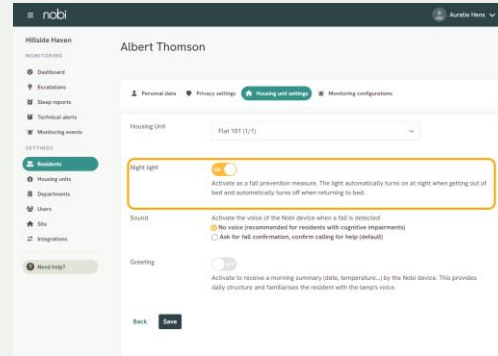 nobi
Aurelie Hens
Hillside Haven
MONITORING
Dashboard
Escalations
Sleep reports
Technical alerts
Monitoring events
SETTINGS
Residents
Housing units
Departments
Users
Site
Integrations
Need help?
Albert Thomson
Personal data
Privacy settings
Housing unit settings
Monitoring configurations
Housing Unit
Flat 101 (1/1)
Night light
ON
Activate as a fall prevention measure. The light automatically turns on at night when getting out of
bed and automatically turns off when returning to bed.
Sound
Activate the voice of the Nobi device when a fall is detected
No voice (recommended for residents with cognitive impairments)
Ask for fall confirmation, confirm calling for help (default)
Greeting
OFF
Activate to receive a morning summary (date, temperature...) by the Nobi device. This provides
daily structure and familiarises the resident with the lamp's voice.
Back
Save